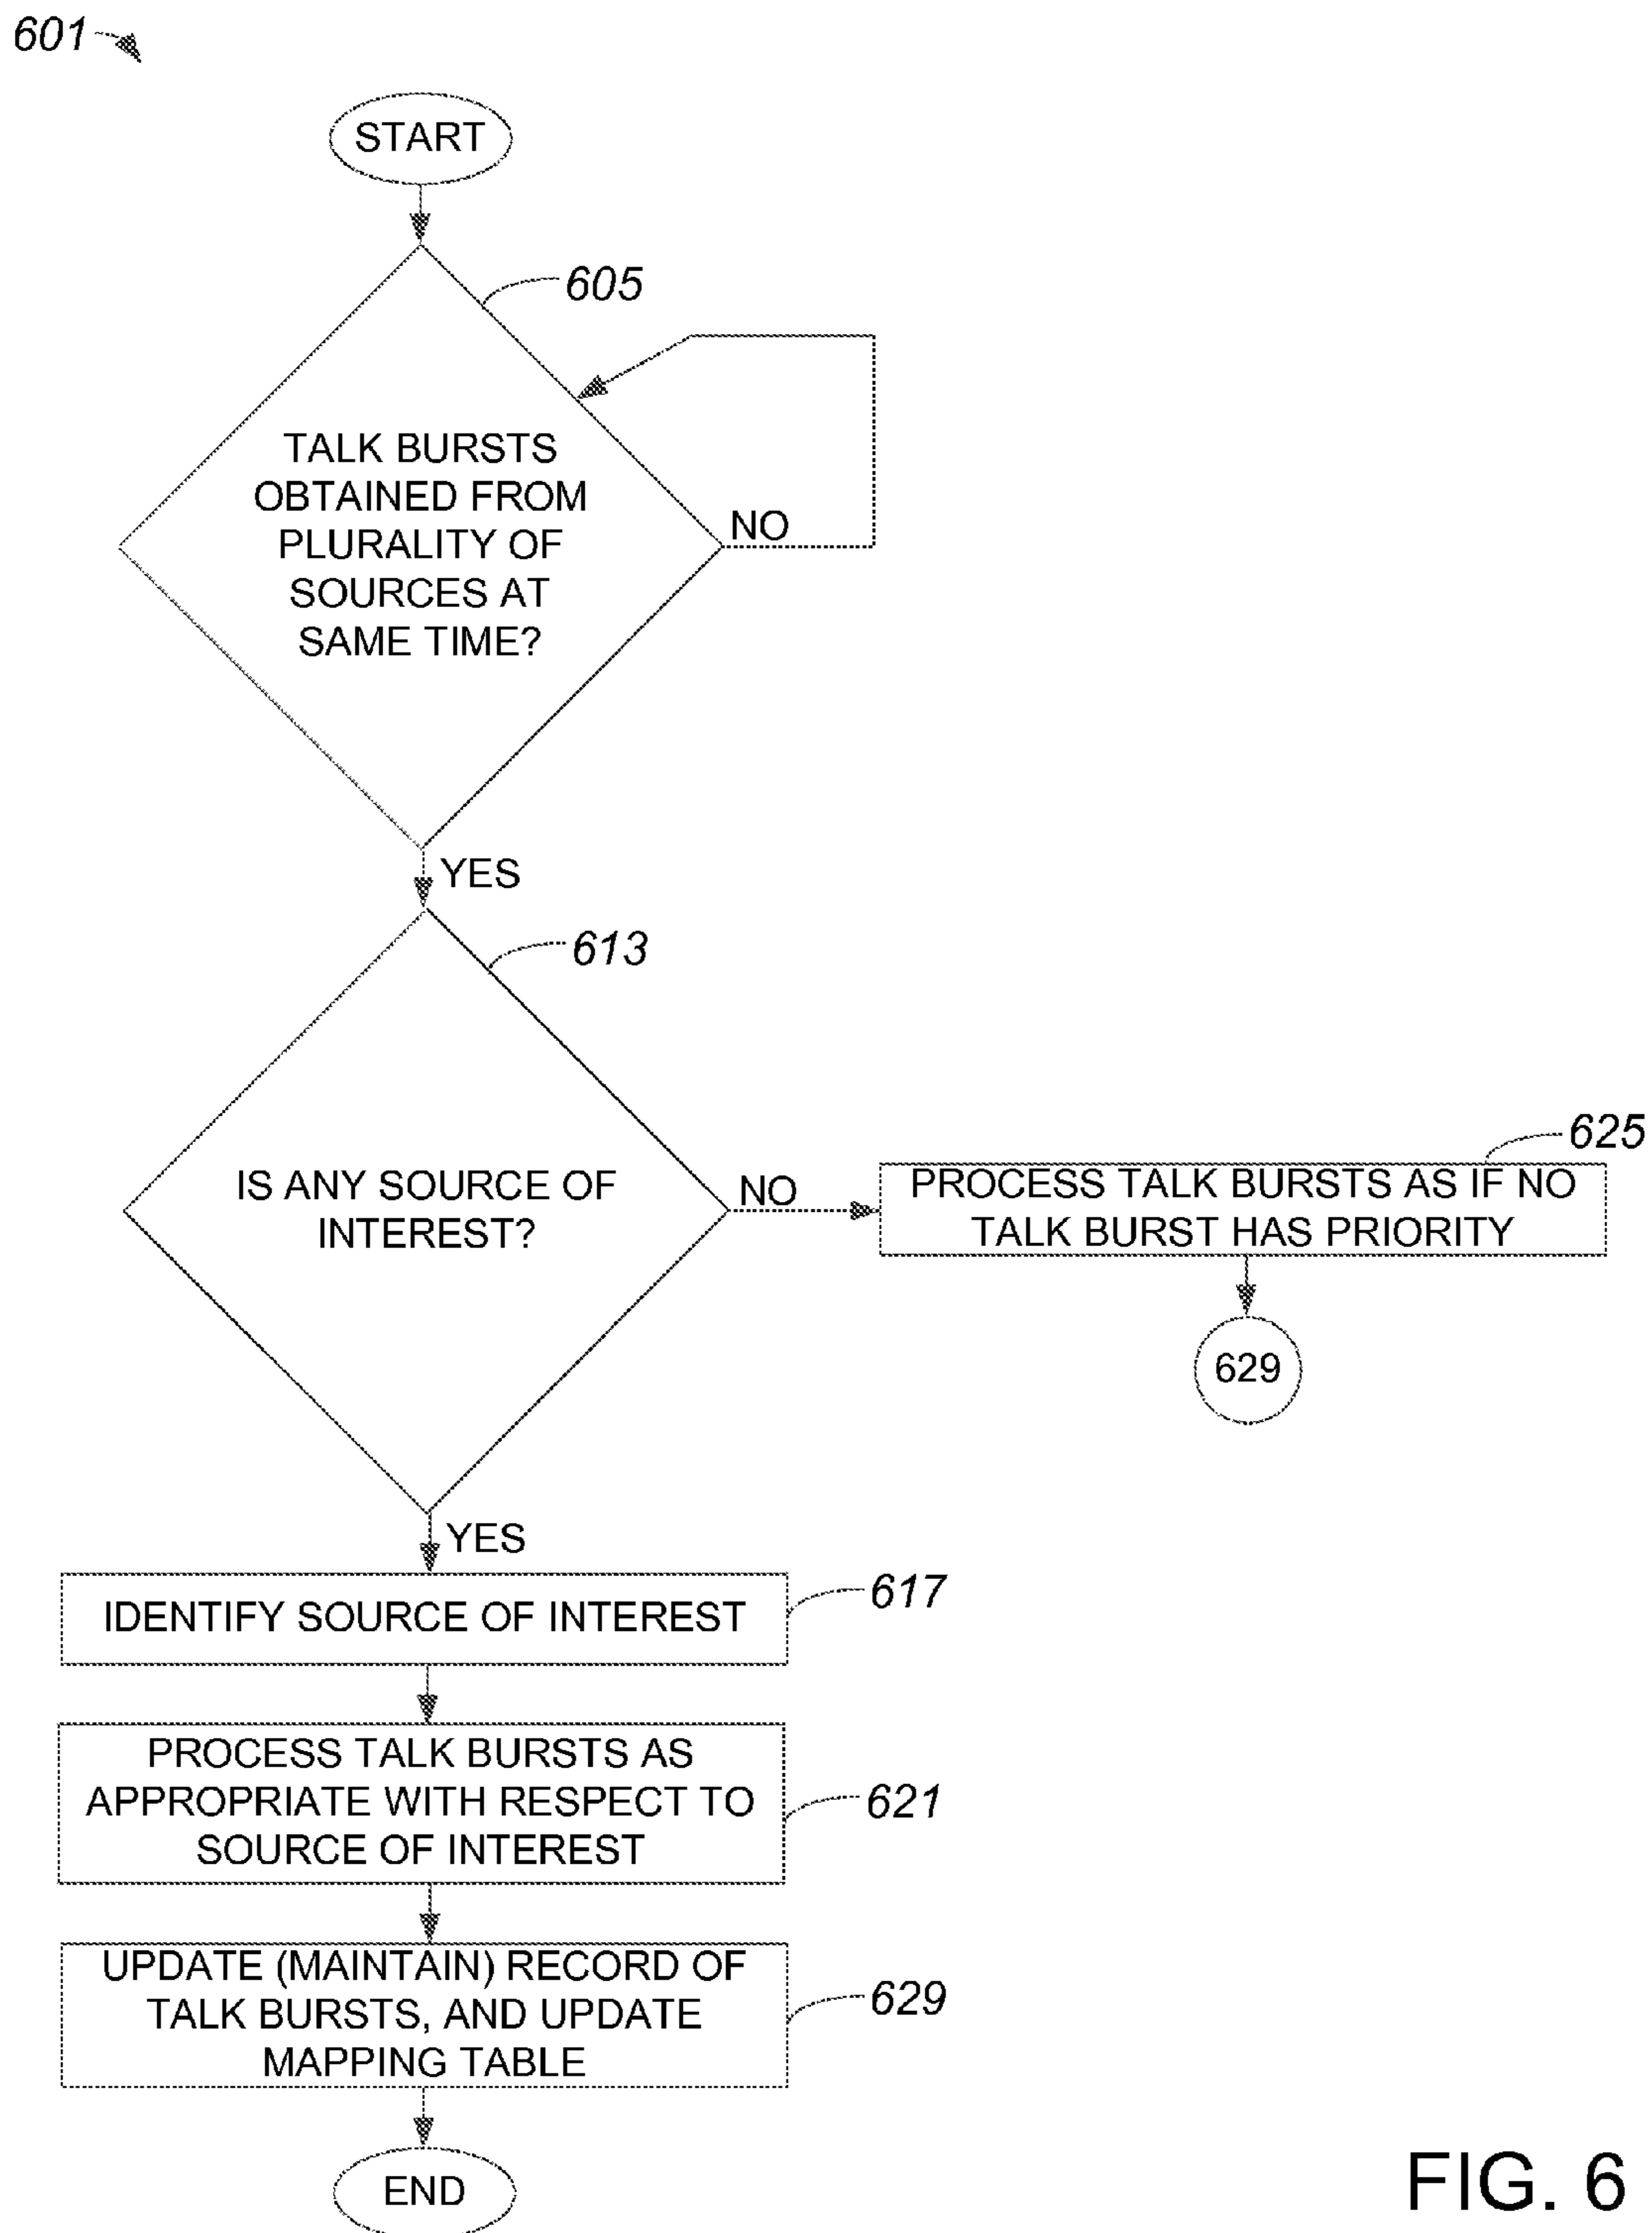 601
START
605
TALK BURSTS
OBTAINED FROM
PLURALITY OF
SOURCES AT
SAME TIME?
NO
YES
613
IS ANY SOURCE OF
INTEREST?
NO
625
PROCESS TALK BURSTS AS IF NO
TALK BURST HAS PRIORITY
629
YES
IDENTIFY SOURCE OF INTEREST
617
PROCESS TALK BURSTS AS
APPROPRIATE WITH RESPECT TO
SOURCE OF INTEREST
621
UPDATE (MAINTAIN) RECORD OF
TALK BURSTS, AND UPDATE
MAPPING TABLE
629
END
FIG. 6